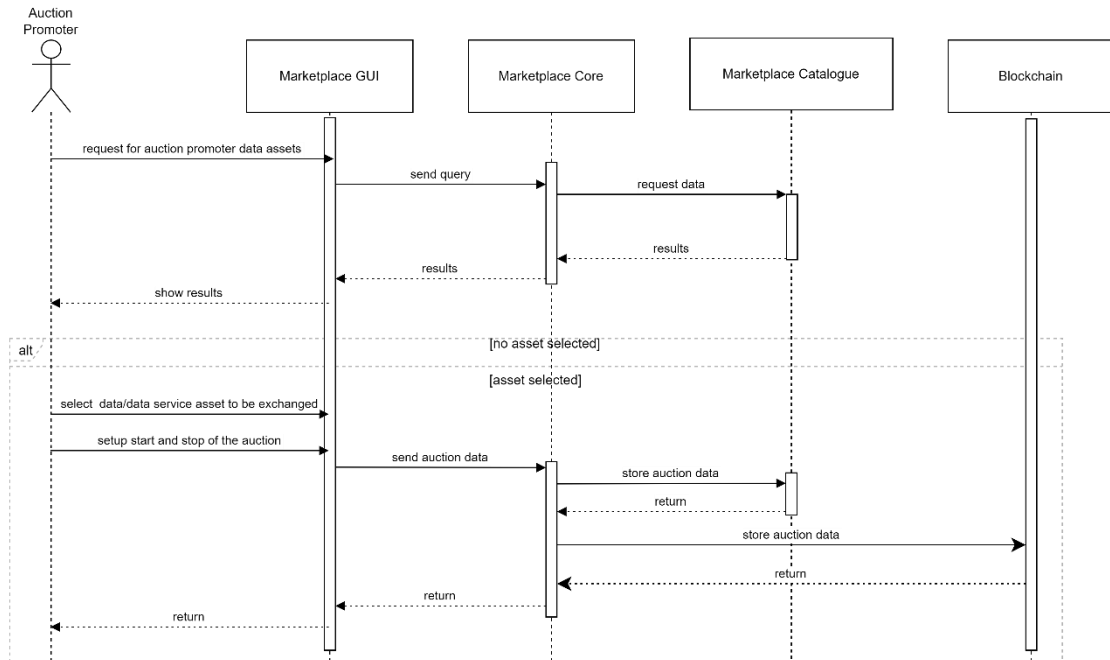 Auction
Promoter
Marketplace GUI
Marketplace Core
Marketplace Catalogue
Blockchain
request for auction promoter data assets
send query
request data
results
results
show results
alt
[no asset selected]
[asset selected]
select data/data service asset to be exchanged
setup start and stop of the auction
send auction data
store auction data
return
store auction data
return
return
return